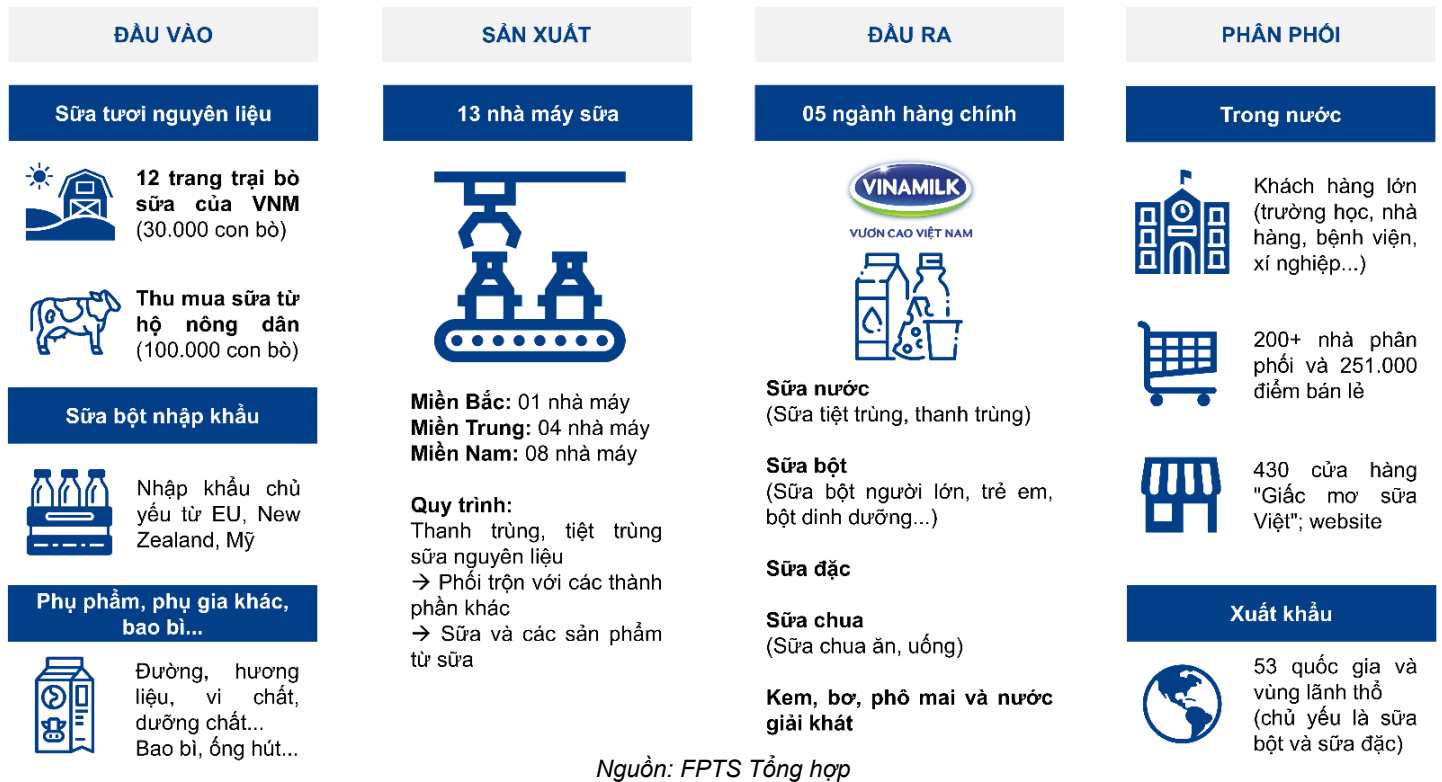 ĐẦU VÀO
Sữa tươi nguyên liệu
12 trang trại bò
sữa của VNM
(30.000 con bò)
Thu mua sữa từ
hộ nông dân
(100.000 con bò)
Sữa bột nhập khẩu
Nhập khẩu chủ
yếu từ EU, New
Zealand, Mỹ
Phụ phẩm, phụ gia khác,
bao bì...
Đường, hương
liệu, vi chất,
dưỡng chất...
Bao bì, ống hút...
SẢN XUẤT
13 nhà máy sữa
Miền Bắc: 01 nhà máy
Miền Trung: 04 nhà máy
Miền Nam: 08 nhà máy
Quy trình:
Thanh trùng, tiệt trùng
sữa nguyên liệu
→ Phối trộn với các thành
phần khác
→ Sữa và các sản phẩm
từ sữa
ĐẦU RA
05 ngành hàng chính
VINAMILK
VƯƠN CAO VIỆT NAM
Sữa nước
(Sữa tiệt trùng, thanh trùng)
Sữa bột
(Sữa bột người lớn, trẻ em,
bột dinh dưỡng...)
Sữa đặc
Sữa chua
(Sữa chua ăn, uống)
Kem, bơ, phô mai và nước
giải khát
PHÂN PHỐI
Trong nước
Khách hàng lớn
(trường học, nhà
hàng, bệnh viện,
xí nghiệp...)
200+ nhà phân
phối và 251.000
điểm bán lẻ
430 cửa hàng
"Giấc mơ sữa
Việt"; website
Xuất khẩu
53 quốc gia và
vùng lãnh thổ
(chủ yếu là sữa
bột và sữa đặc)
Nguồn: FPTS Tổng hợp